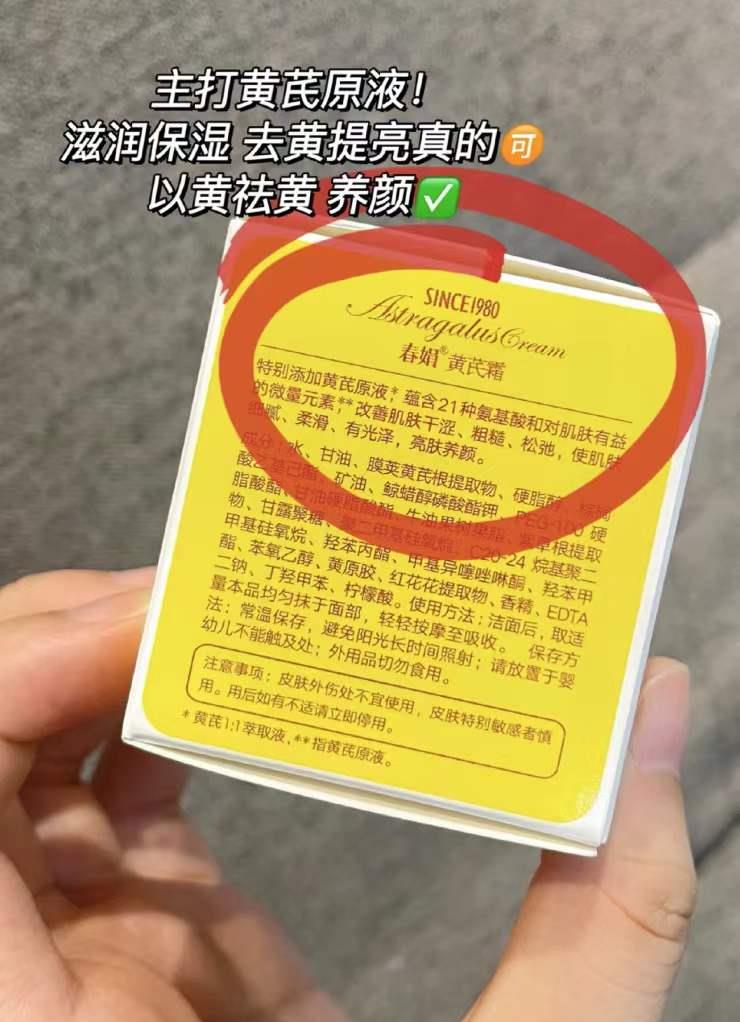 主打黄芪原液!
滋润保湿 去黄提亮真的🉑
以黄祛黄 养颜✅
SINCE1980
Astragalus Cream
春娟® 黄芪霜
特别添加黄芪原液*,蕴含21种氨基酸和对肌肤有益
的微量元素,**改善肌肤干涩、粗糙、松弛,使肌肤
细腻、柔滑、有光泽,亮肤养颜。
成分:水、甘油、膜荚黄芪根提取物、硬脂醇、棕榈
酸乙基己酯、矿油、鲸蜡醇磷酸酯钾、PEG-100 硬
脂酸酯、甘油硬脂酸酯、牛油果树果脂、提取
物、甘露聚糖、聚二甲基硅氧烷、C20-24 烷基聚二
甲基硅氧烷、羟苯丙酯、甲基异噻唑啉酮、羟苯甲
酯、苯氧乙醇、黄原胶、红花花提取物、香精、EDTA
二钠、丁羟甲苯、柠檬酸。使用方法:洁面后,取适
量本品均匀抹于面部,轻轻按摩至吸收。 保存方
法:常温保存,避免阳光长时间照射;请放置于婴
幼儿不能触及处;外用品切勿食用。
注意事项:皮肤外伤处不宜使用,皮肤特别敏感者慎
用。用后如有不适请立即停用。
* 黄芪1:1萃取液,**指黄芪原液。